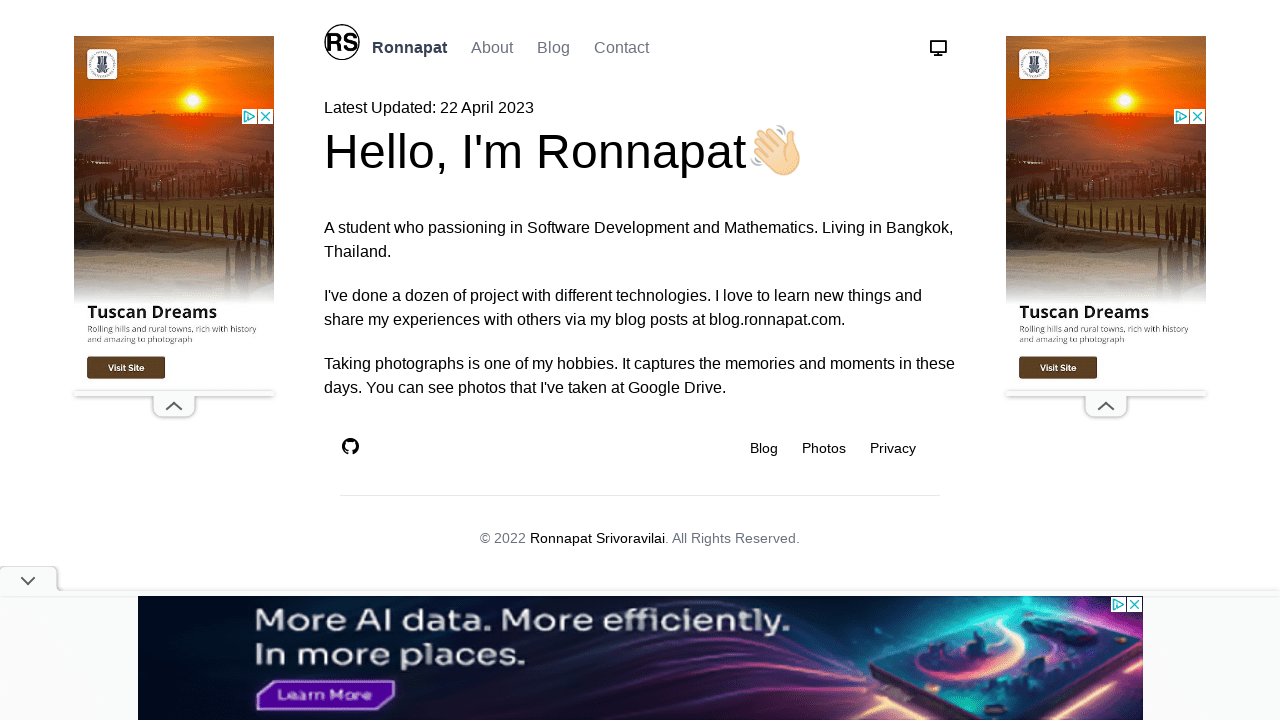 RS
Ronnapat
About
Blog
Contact
Latest Updated: 22 April 2023
Hello, I'm Ronnapat👋🏻
A student who passioning in Software Development and Mathematics. Living in Bangkok,
Thailand.
I've done a dozen of project with different technologies. I love to learn new things and
share my experiences with others via my blog posts at blog.ronnapat.com.
Taking photographs is one of my hobbies. It captures the memories and moments in these
days. You can see photos that I've taken at Google Drive.
Blog
Photos
Privacy
© 2022 Ronnapat Srivoravilai. All Rights Reserved.
Tuscan Dreams
Rolling hills and rural towns, rich with history
and amazing to photograph
Visit Site
Tuscan Dreams
Rolling hills and rural towns, rich with history
and amazing to photograph
Visit Site
More AI data. More efficiently.
In more places.
Learn More